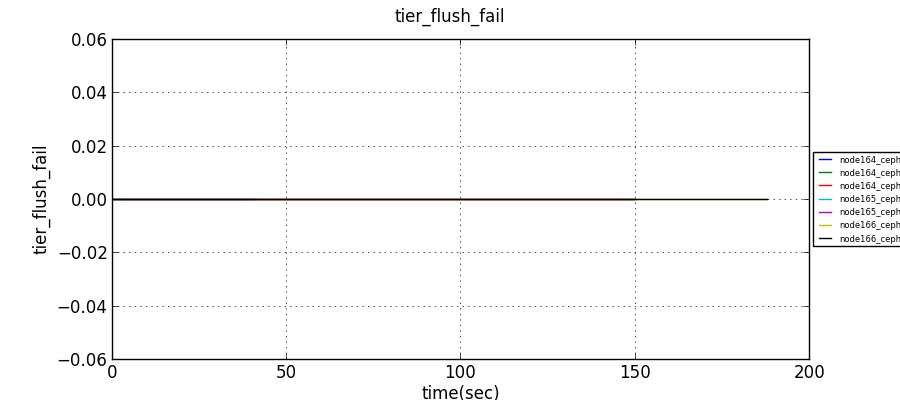 tier_flush_fail
0.06
0.04
0.02
0.00
−0.02
−0.04
−0.06
tier_flush_fail
0 50 100 150 200
time(sec)
node164_ceph
node164_ceph
node164_ceph
node165_ceph
node165_ceph
node166_ceph
node166_ceph